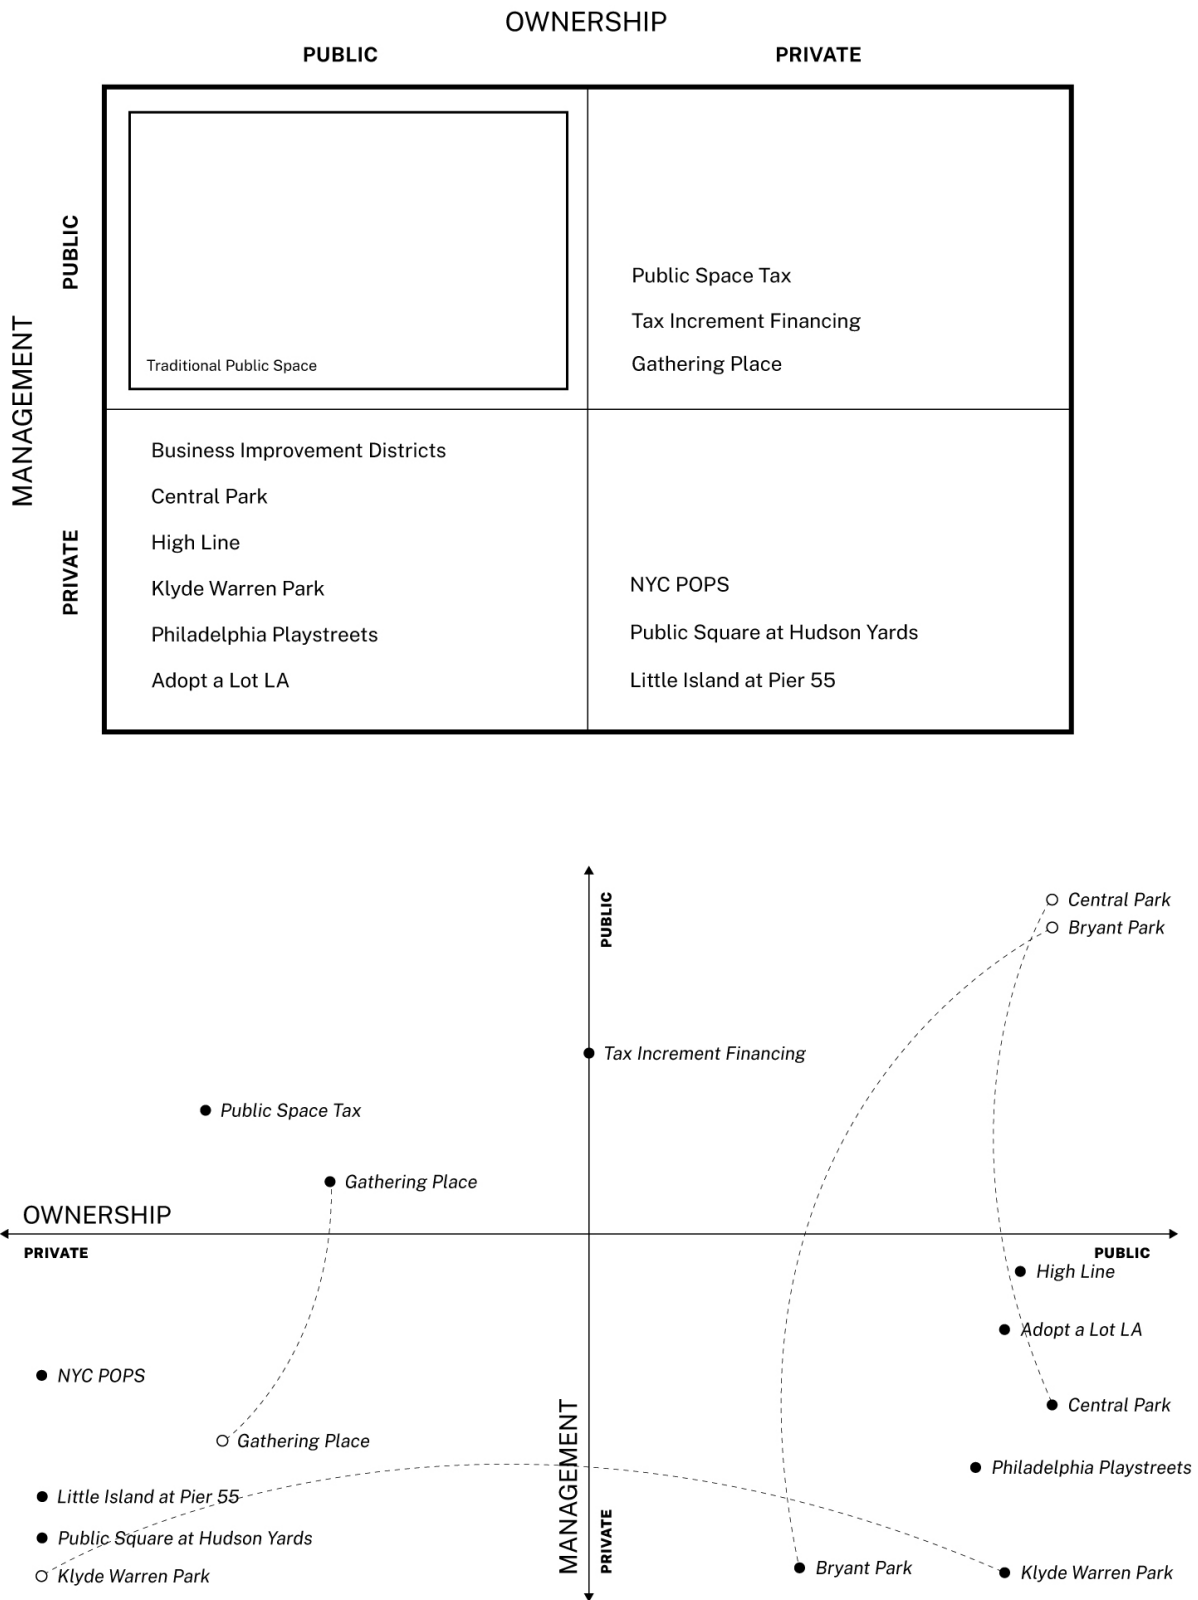 OWNERSHIP
PUBLIC
PRIVATE
MANAGEMENT
PUBLIC
Traditional Public Space
Public Space Tax
Tax Increment Financing
Gathering Place
PRIVATE
Business Improvement Districts
Central Park
High Line
Klyde Warren Park
Philadelphia Playstreets
Adopt a Lot LA
NYC POPS
Public Square at Hudson Yards
Little Island at Pier 55
PUBLIC
Central Park
Bryant Park
Tax Increment Financing
Public Space Tax
Gathering Place
OWNERSHIP
PRIVATE
PUBLIC
High Line
Adopt a Lot LA
NYC POPS
Central Park
Gathering Place
Philadelphia Playstreets
MANAGEMENT
PRIVATE
Little Island at Pier 55
Public Square at Hudson Yards
Klyde Warren Park
Bryant Park
Klyde Warren Park